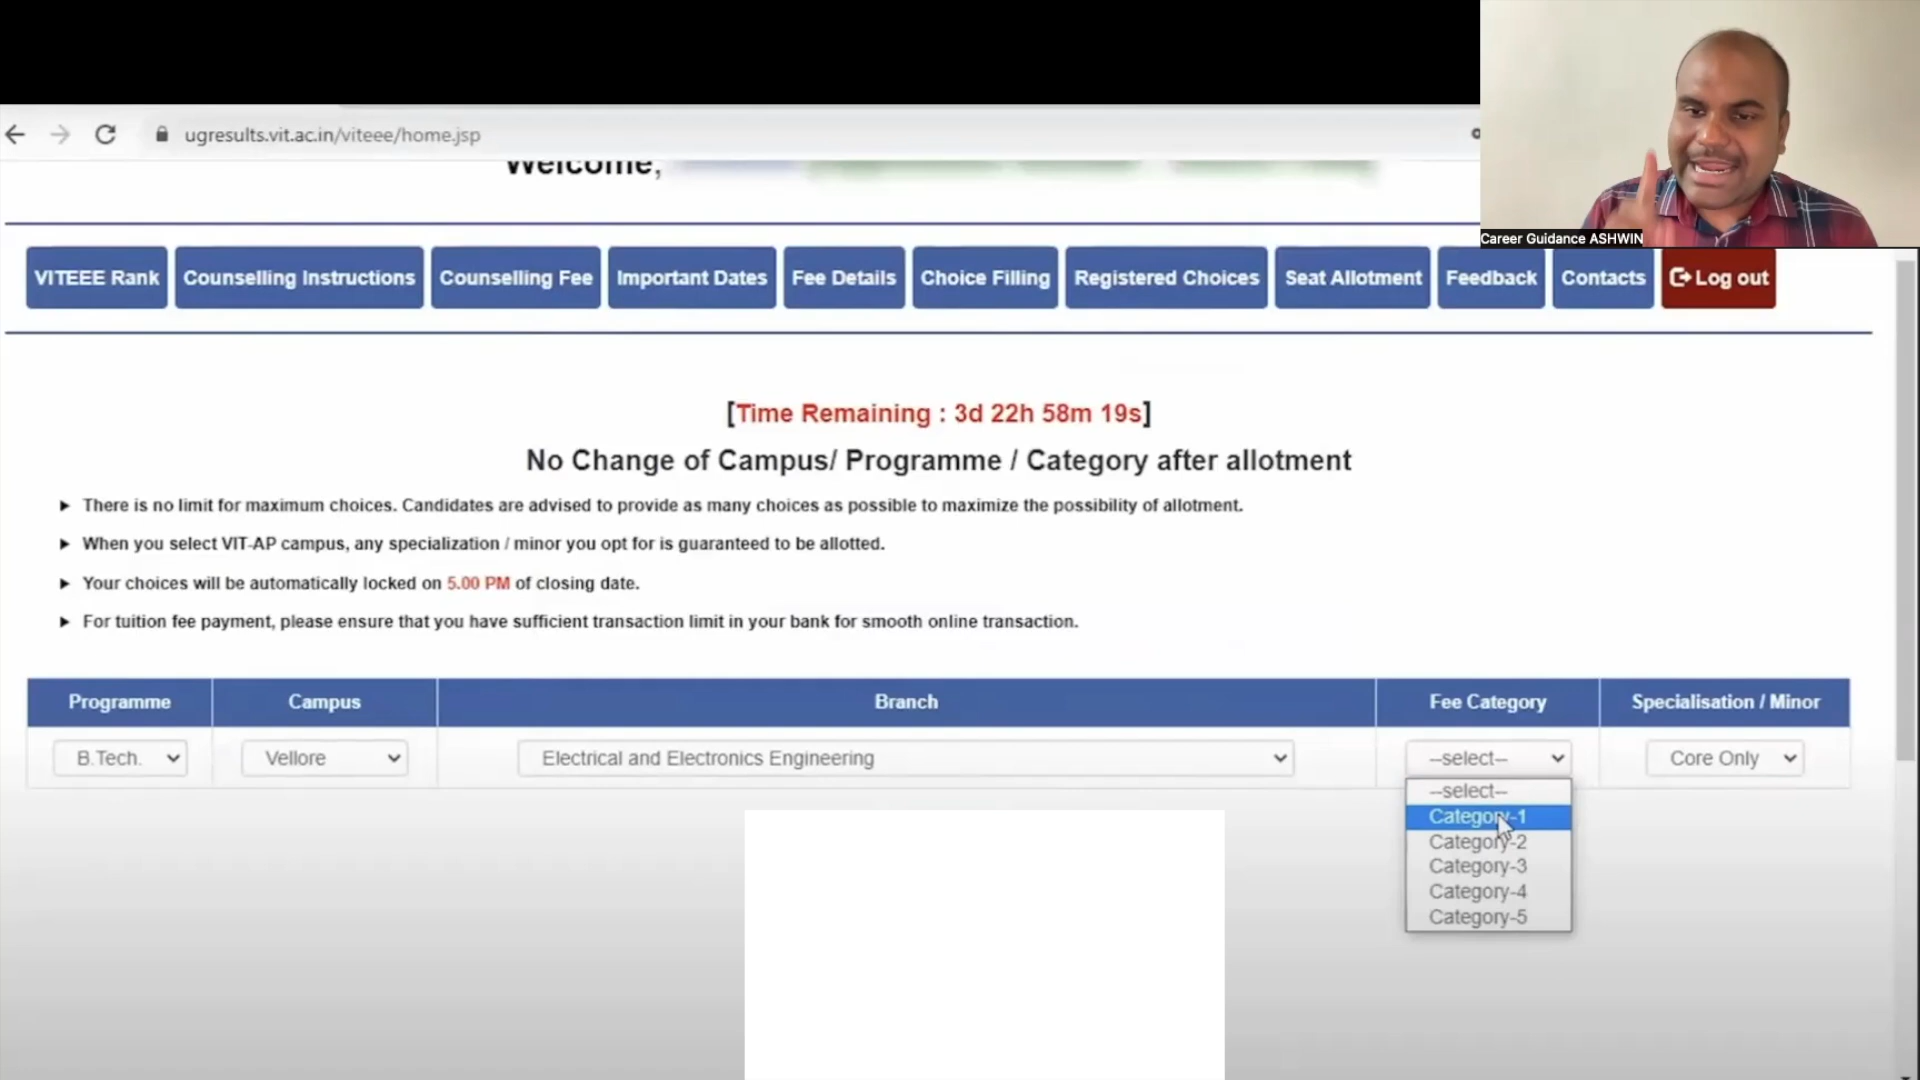 ugresults.vit.ac.in/viteee/home.jsp
Welcome,
Career Guidance ASHWIN
VITEEE Rank
Counselling Instructions
Counselling Fee
Important Dates
Fee Details
Choice Filling
Registered Choices
Seat Allotment
Feedback
Contacts
Log out
[Time Remaining : 3d 22h 58m 19s]
No Change of Campus/ Programme / Category after allotment
There is no limit for maximum choices. Candidates are advised to provide as many choices as possible to maximize the possibility of allotment.
When you select VIT-AP campus, any specialization / minor you opt for is guaranteed to be allotted.
Your choices will be automatically locked on 5.00 PM of closing date.
For tuition fee payment, please ensure that you have sufficient transaction limit in your bank for smooth online transaction.
Programme Campus Branch Fee Category Specialisation / Minor
B.Tech. Vellore Electrical and Electronics Engineering --select-- Core Only
--select--
Category-1
Category-2
Category-3
Category-4
Category-5